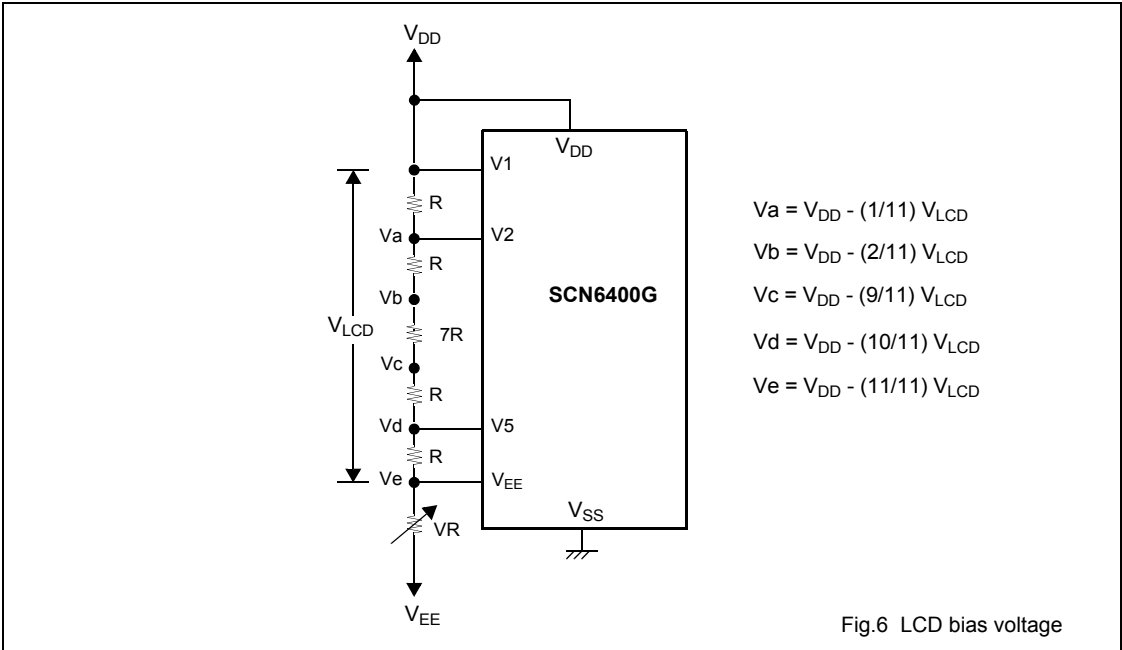 VDD
VDD
V1
R
Va = VDD - (1/11) VLCD
Va
V2
R
Vb = VDD - (2/11) VLCD
Vb
SCN6400G
Vc = VDD - (9/11) VLCD
VLCD
7R
Vd = VDD - (10/11) VLCD
Vc
R
Ve = VDD - (11/11) VLCD
Vd
V5
R
Ve
VEE
VSS
VR
VEE
Fig.6 LCD bias voltage